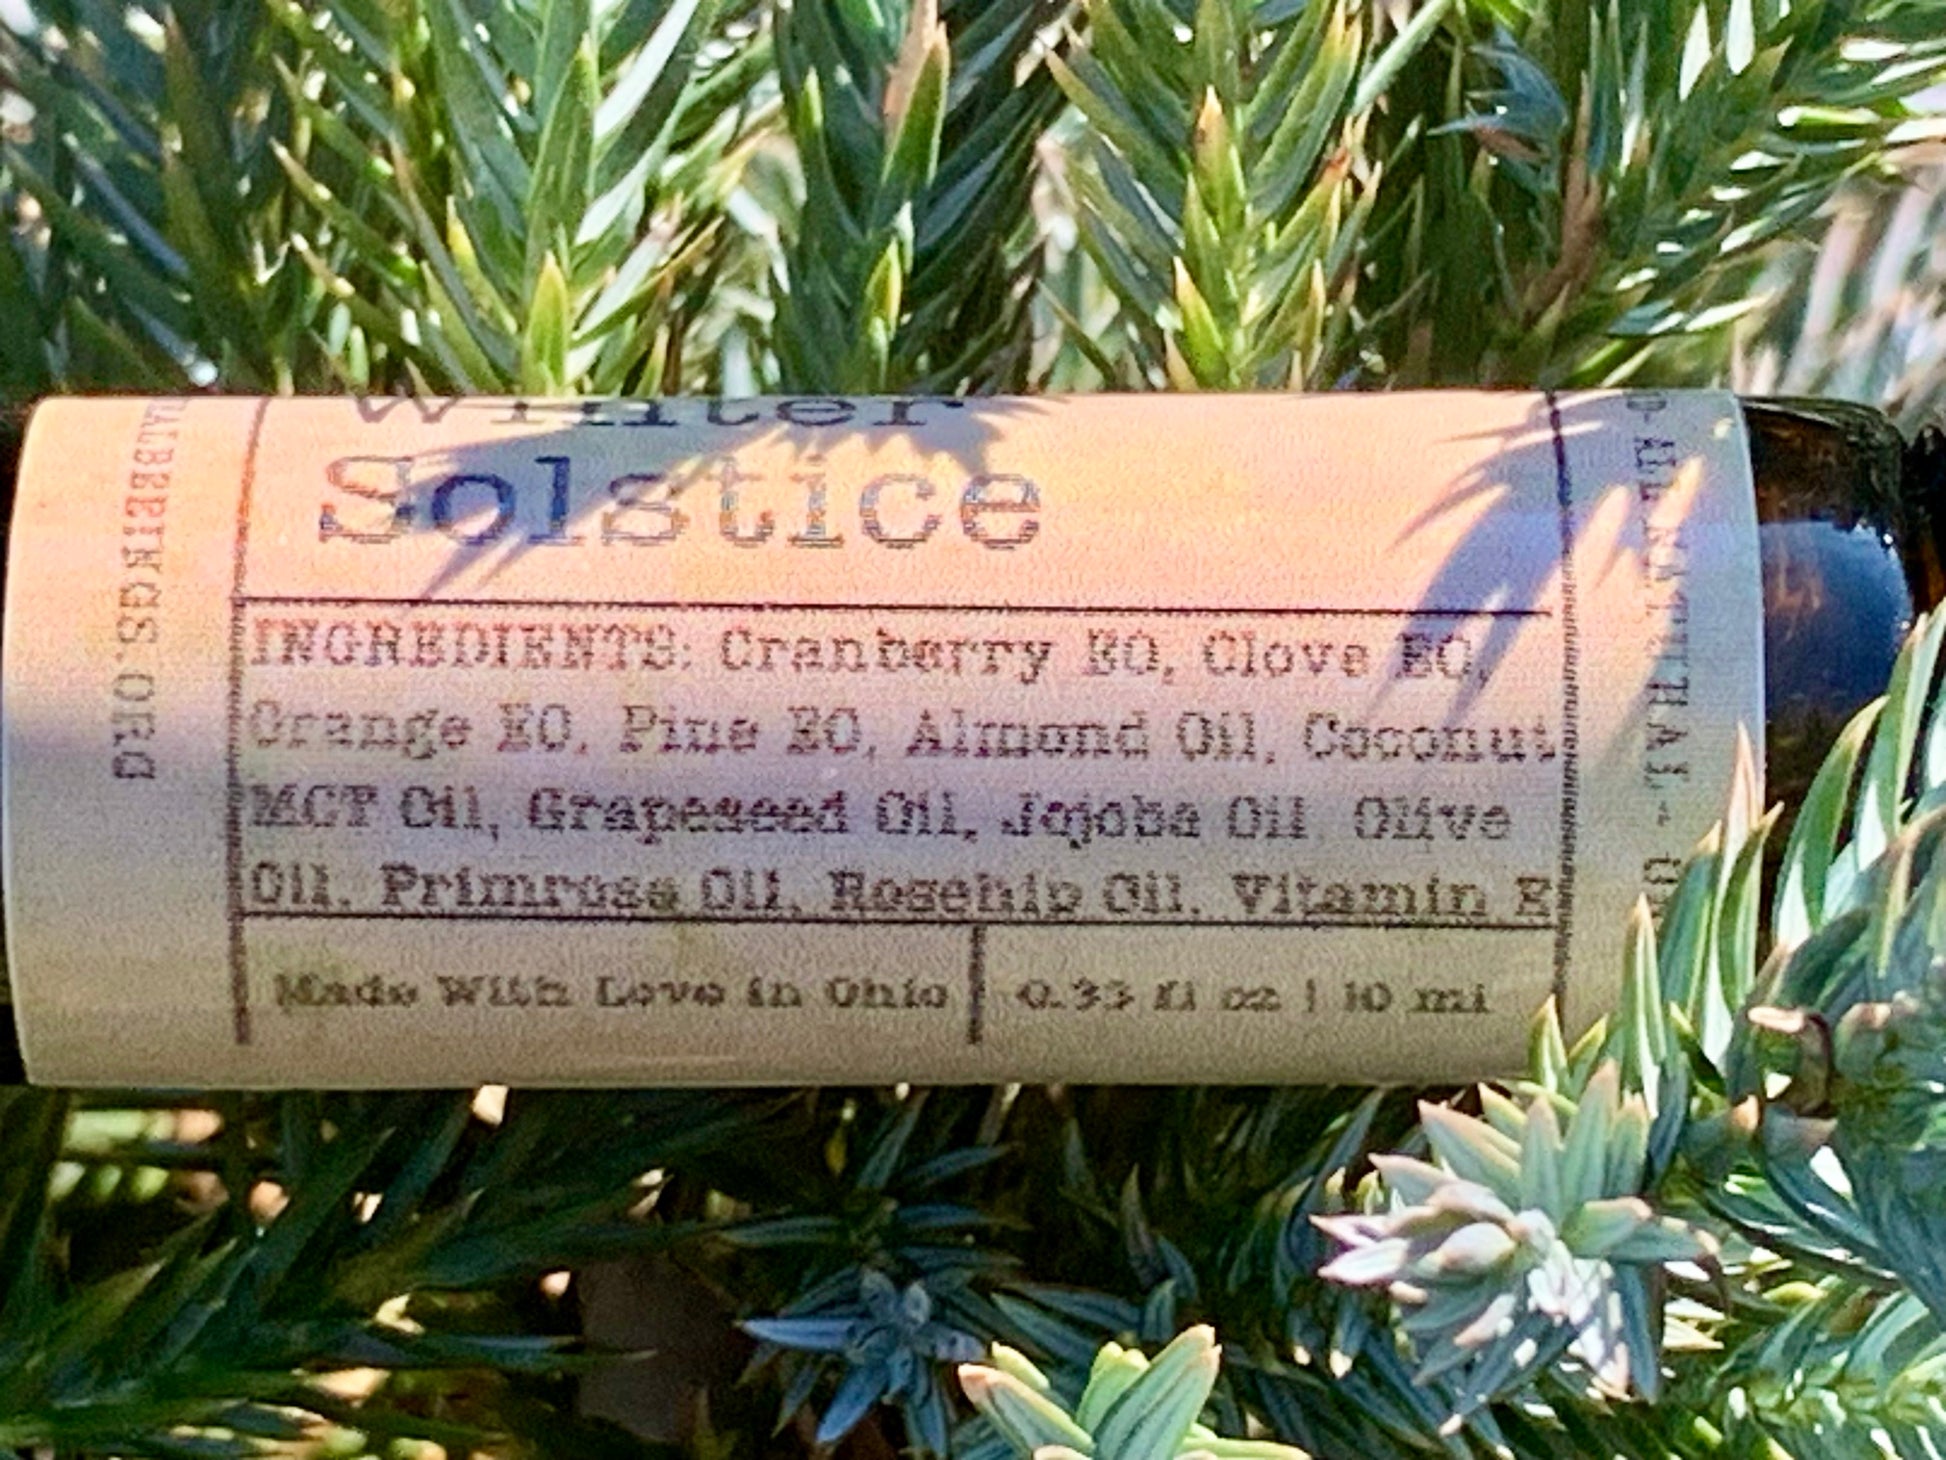 Winter
Solstice
INGREDIENTS: Cranberry EO, Clove EO,
Orange EO, Pine EO, Almond Oil, Coconut
MCT Oil, Grapeseed Oil, Jojoba Oil, Olive
Oil, Primrose Oil, Rosehip Oil, Vitamin E
Made With Love in Ohio
0.33 fl oz | 10 ml